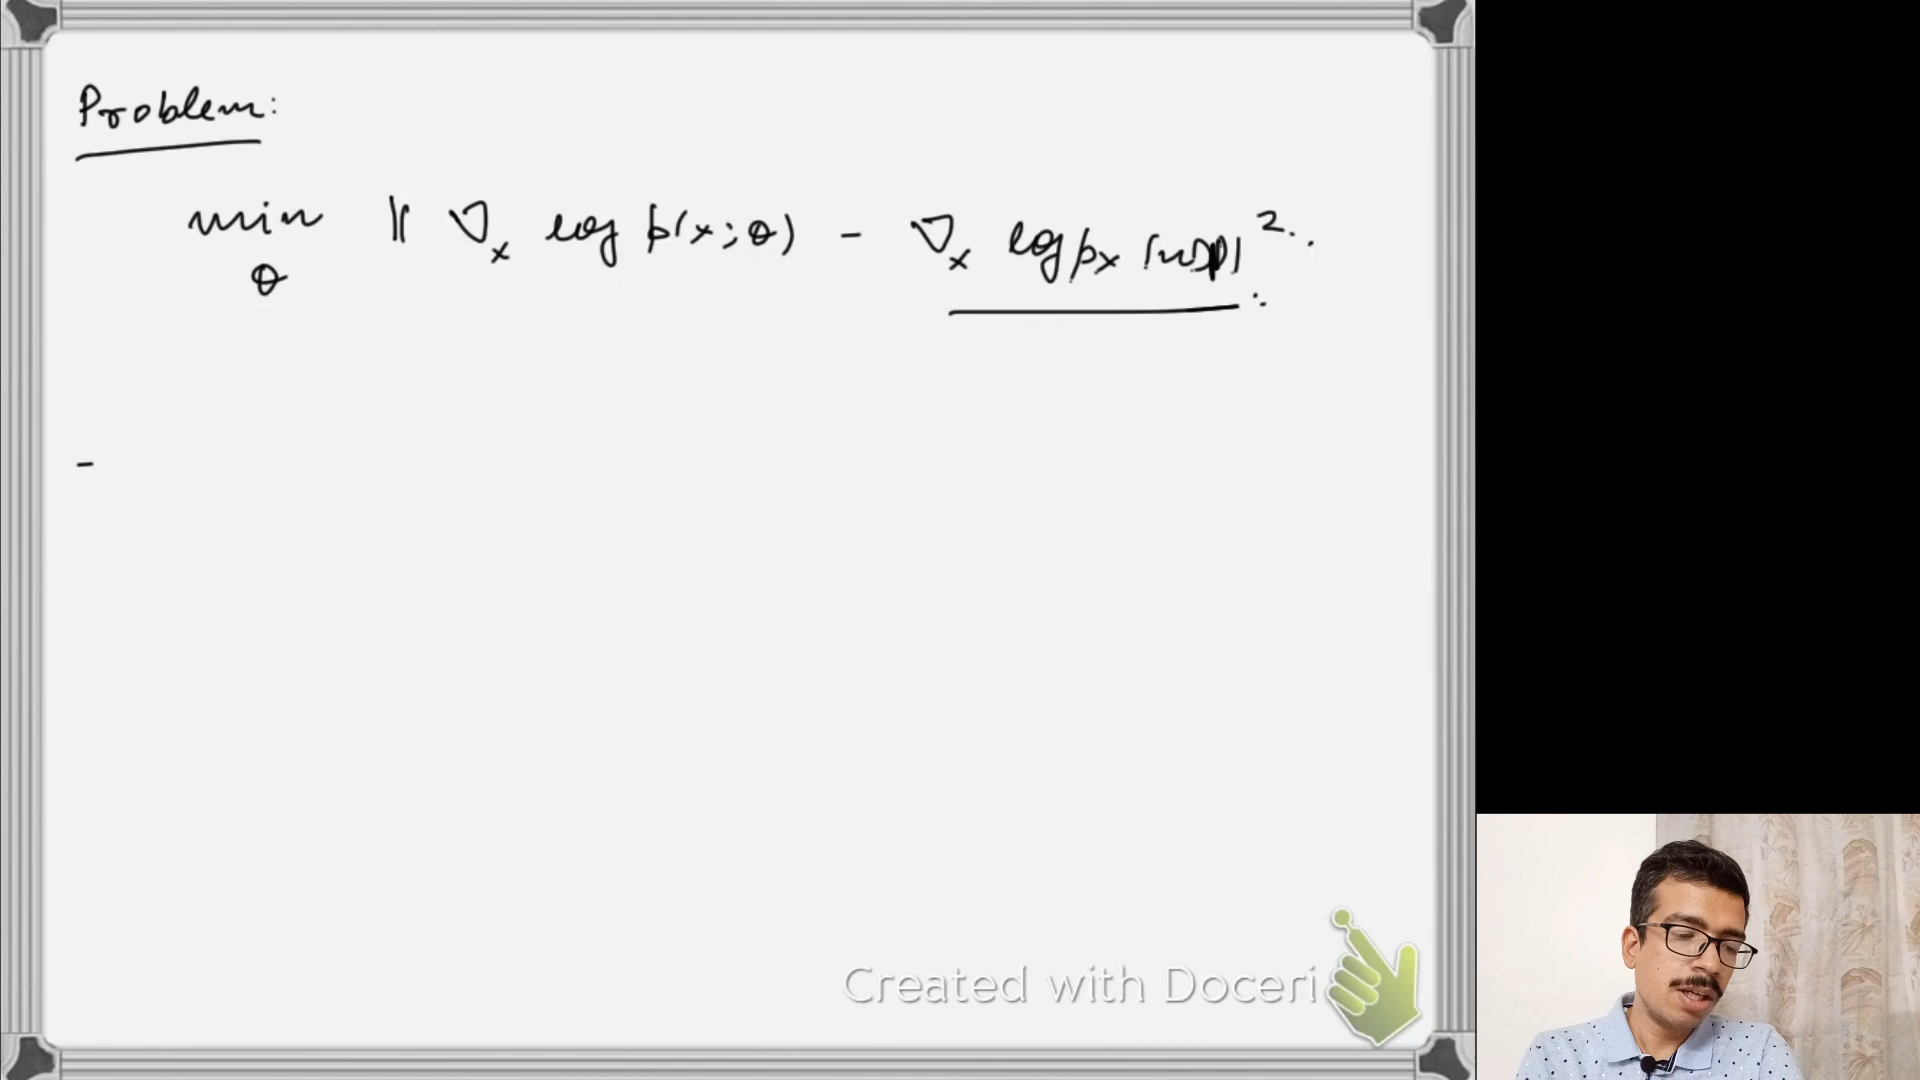 Problem:
min ‖ ∇x log p(x;θ) - ∇x log px ‖²
θ
-
Created with Doceri